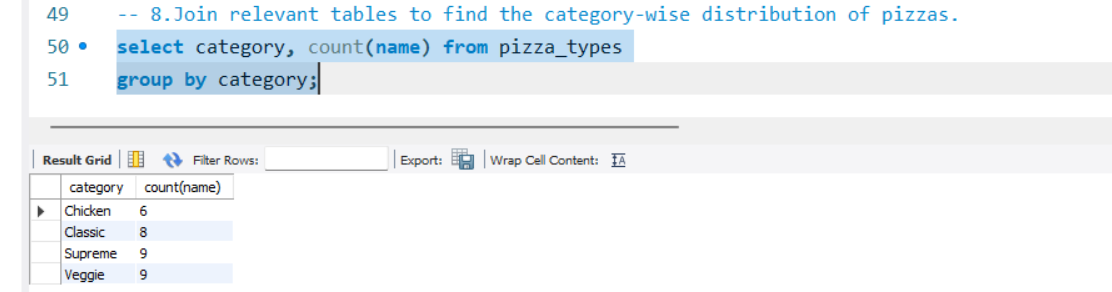 49 -- 8.Join relevant tables to find the category-wise distribution of pizzas.
50 select category, count(name) from pizza_types
51 group by category;
Result Grid Filter Rows: Export: Wrap Cell Content: IA
category count(name)
Chicken 6
Classic 8
Supreme 9
Veggie 9